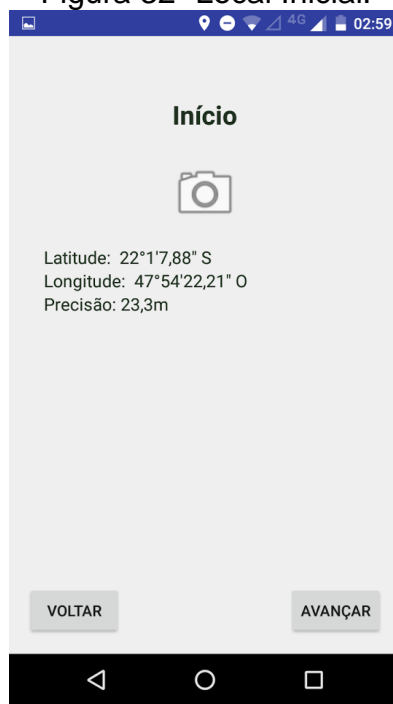 Figura 32- Local Inicial.
4G 02:59
Início
Latitude: 22°1'7,88" S
Longitude: 47°54'22,21" O
Precisão: 23,3m
VOLTAR AVANÇAR